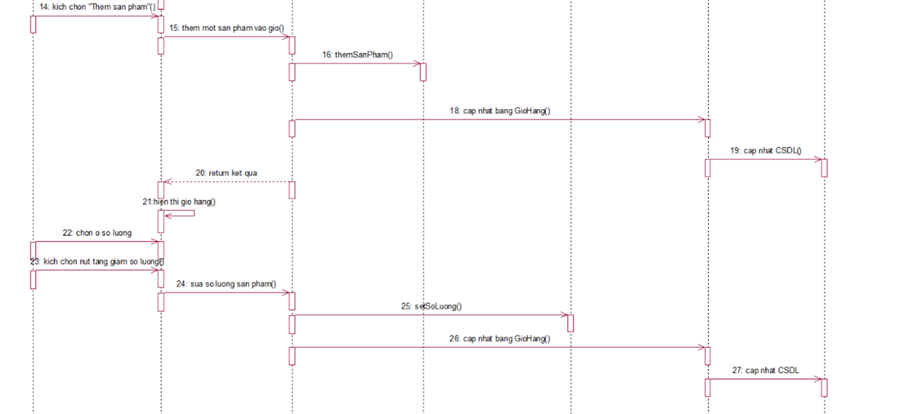 14: kich chon "Them san pham"()
15: them mot san pham vao gio()
16: themSanPham()
18: cap nhat bang GioHang()
19: cap nhat CSDL()
20: return ket qua
21:hien thi gio hang()
22: chon o so luong
23: kich chon nut tang giam so luong()
24: sua so luong san pham()
25: setSoLuong()
26: cap nhat bang GioHang()
27: cap nhat CSDL